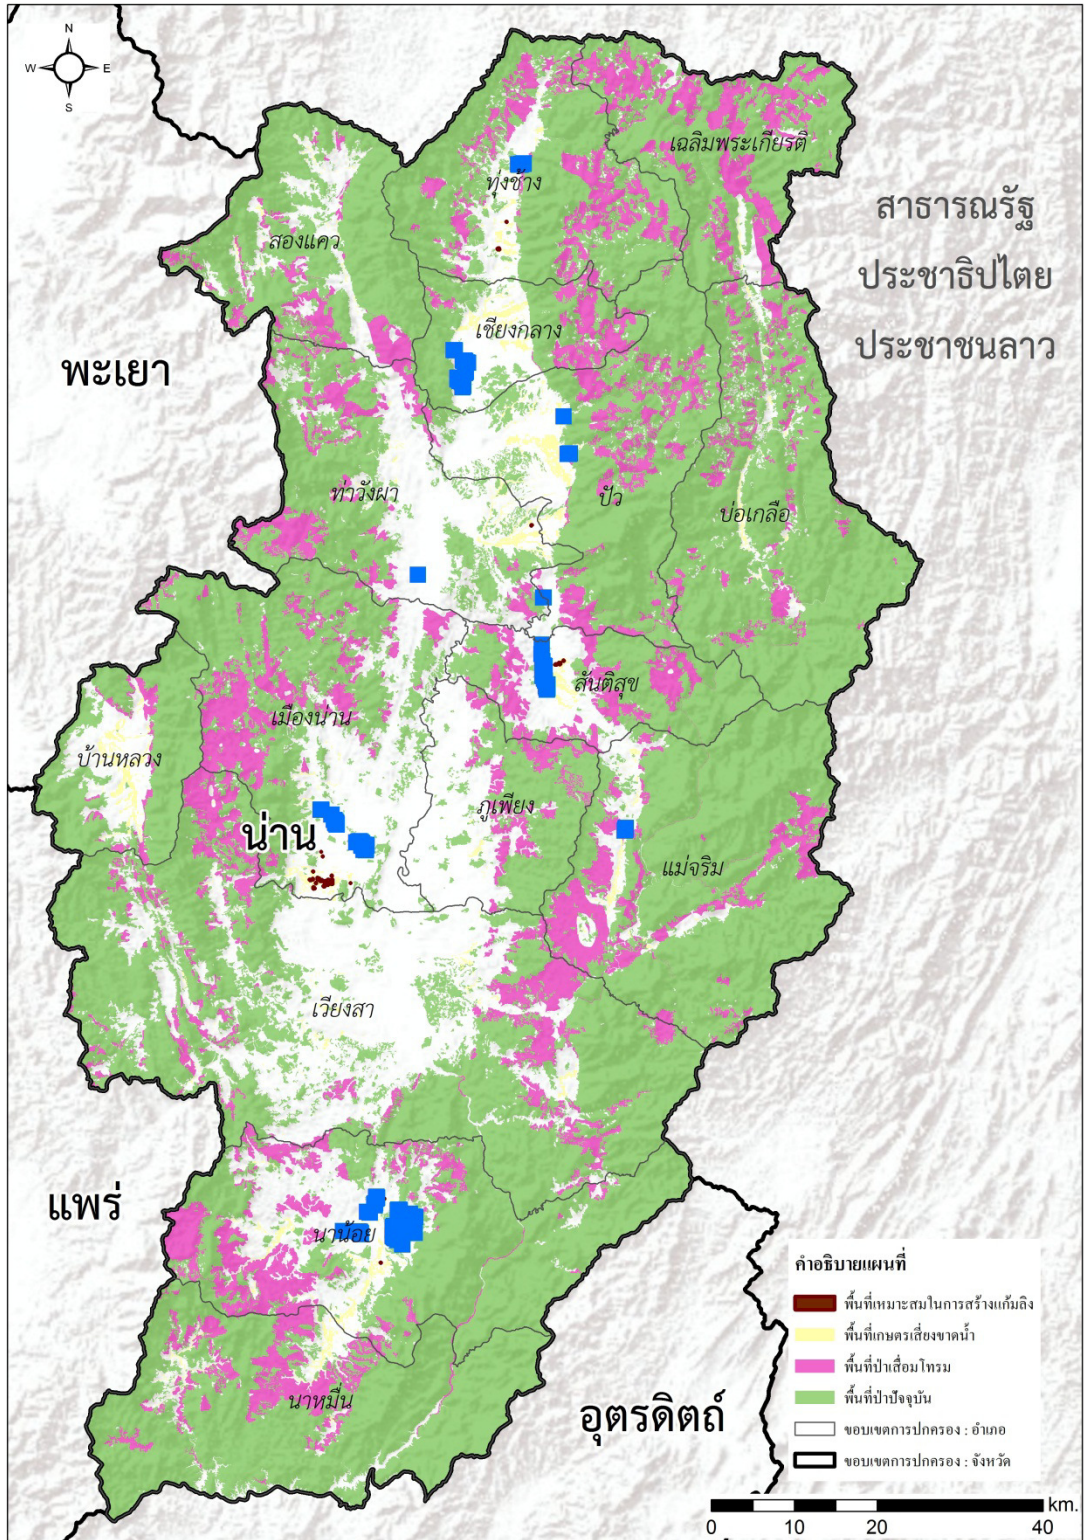 N
W
E
S
เฉลิมพระเกียรติ
ทุ่งช้าง
สาธารณรัฐ
ประชาธิปไตย
ประชาชนลาว
สองแคว
เชียงกลาง
พะเยา
ท่าวังผา
ปัว
บ่อเกลือ
สันติสุข
เมืองน่าน
บ้านหลวง
ภูเพียง
น่าน
แม่จริม
เวียงสา
แพร่
นาน้อย
นาหมื่น
อุตรดิตถ์
คำอธิบายแผนที่
พื้นที่เหมาะสมในการสร้างแก้มลิง
พื้นที่เกษตรเสี่ยงขาดน้ำ
พื้นที่ป่าเสื่อมโทรม
พื้นที่ป่าปัจจุบัน
ขอบเขตการปกครอง : อำเภอ
ขอบเขตการปกครอง : จังหวัด
km.
0 10 20 40